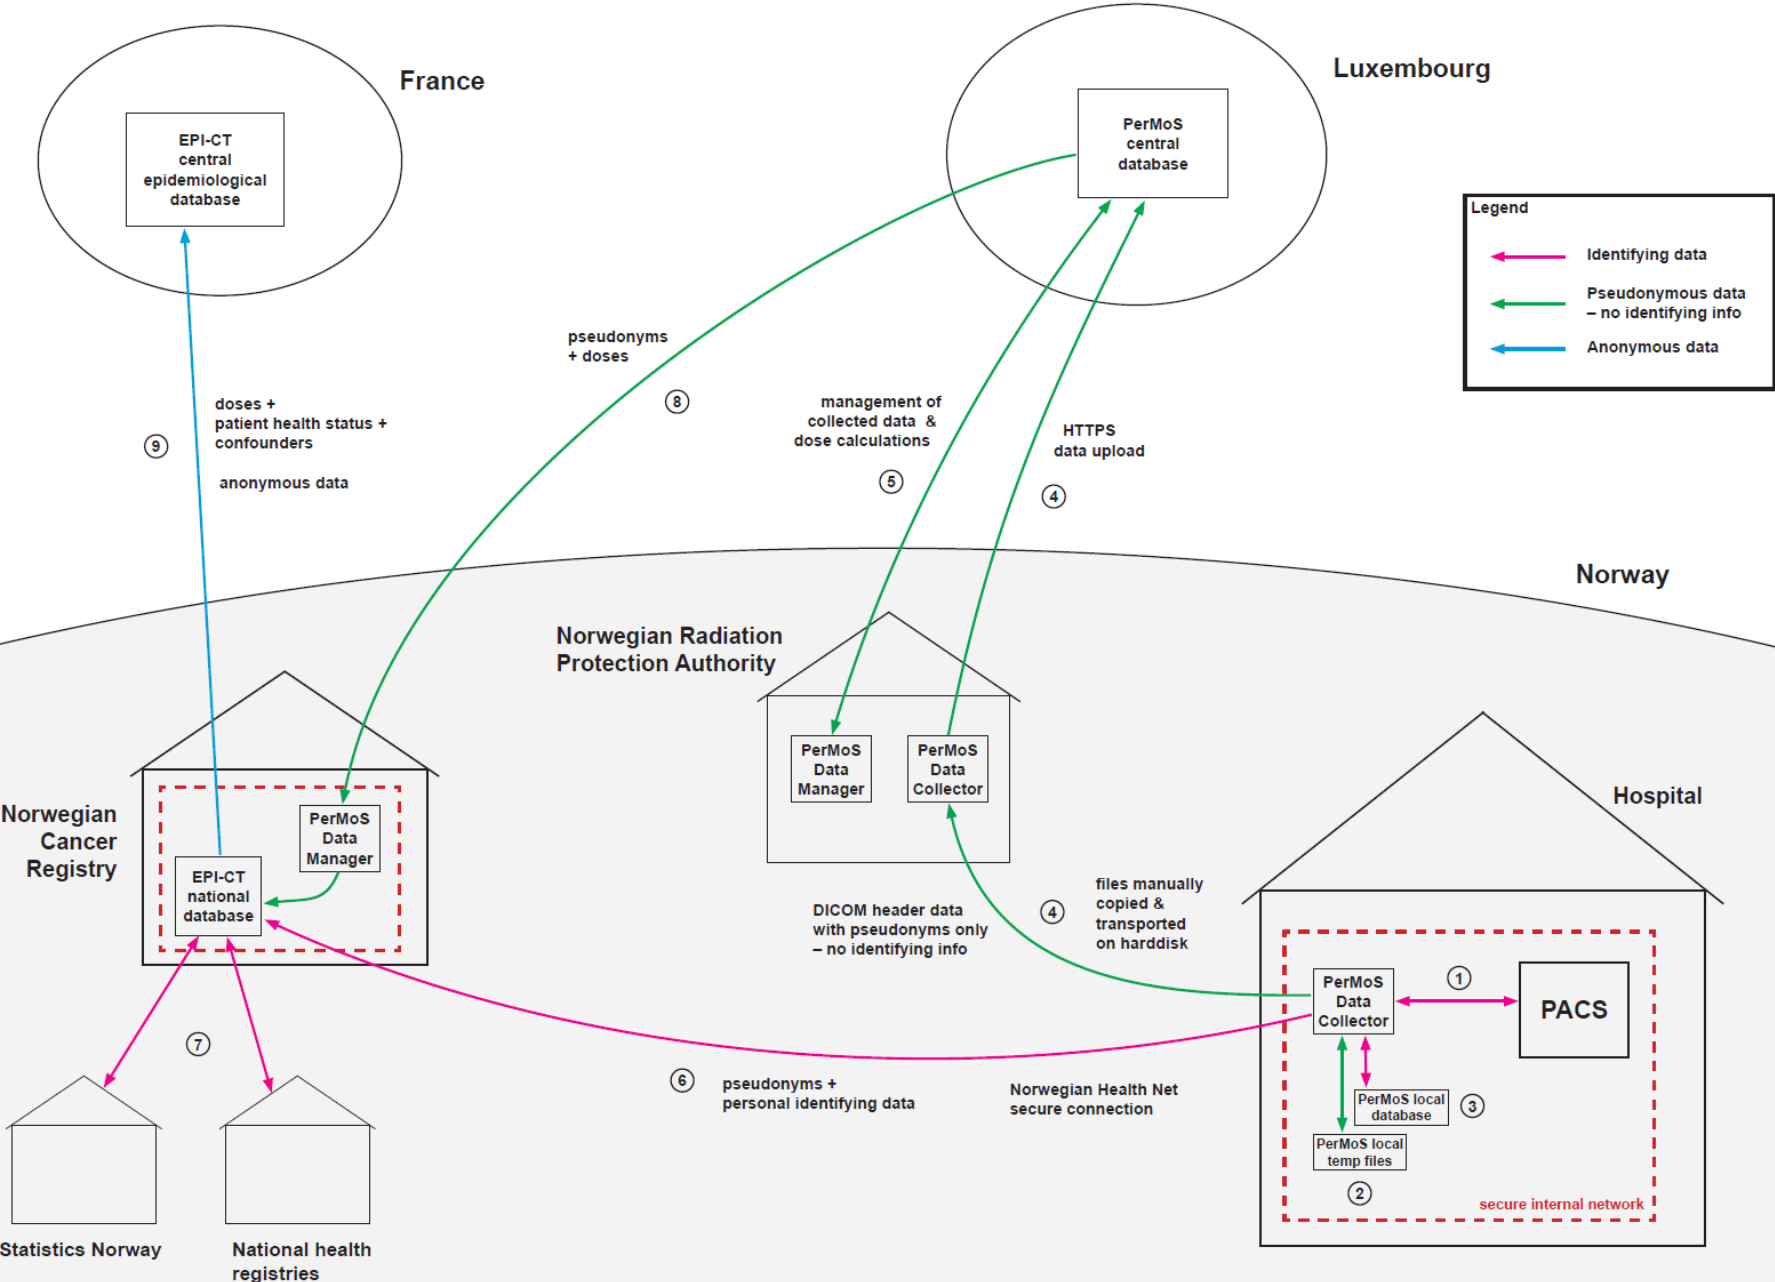 France
Luxembourg
EPI-CT
central
epidemiological
database
PerMoS
central
database
Legend
Identifying data
Pseudonymous data
– no identifying info
Anonymous data
pseudonyms
+ doses
8
doses +
patient health status +
confounders
anonymous data
9
management of
collected data &
dose calculations
5
HTTPS
data upload
4
Norway
Norwegian Radiation
Protection Authority
PerMoS
Data
Manager
PerMoS
Data
Collector
Norwegian
Cancer
Registry
PerMoS
Data
Manager
EPI-CT
national
database
Hospital
DICOM header data
with pseudonyms only
– no identifying info
4
files manually
copied &
transported
on harddisk
PerMoS
Data
Collector
1
PACS
PerMoS local
database
3
PerMoS local
temp files
2
secure internal network
7
6
pseudonyms +
personal identifying data
Norwegian Health Net
secure connection
Statistics Norway
National health
registries